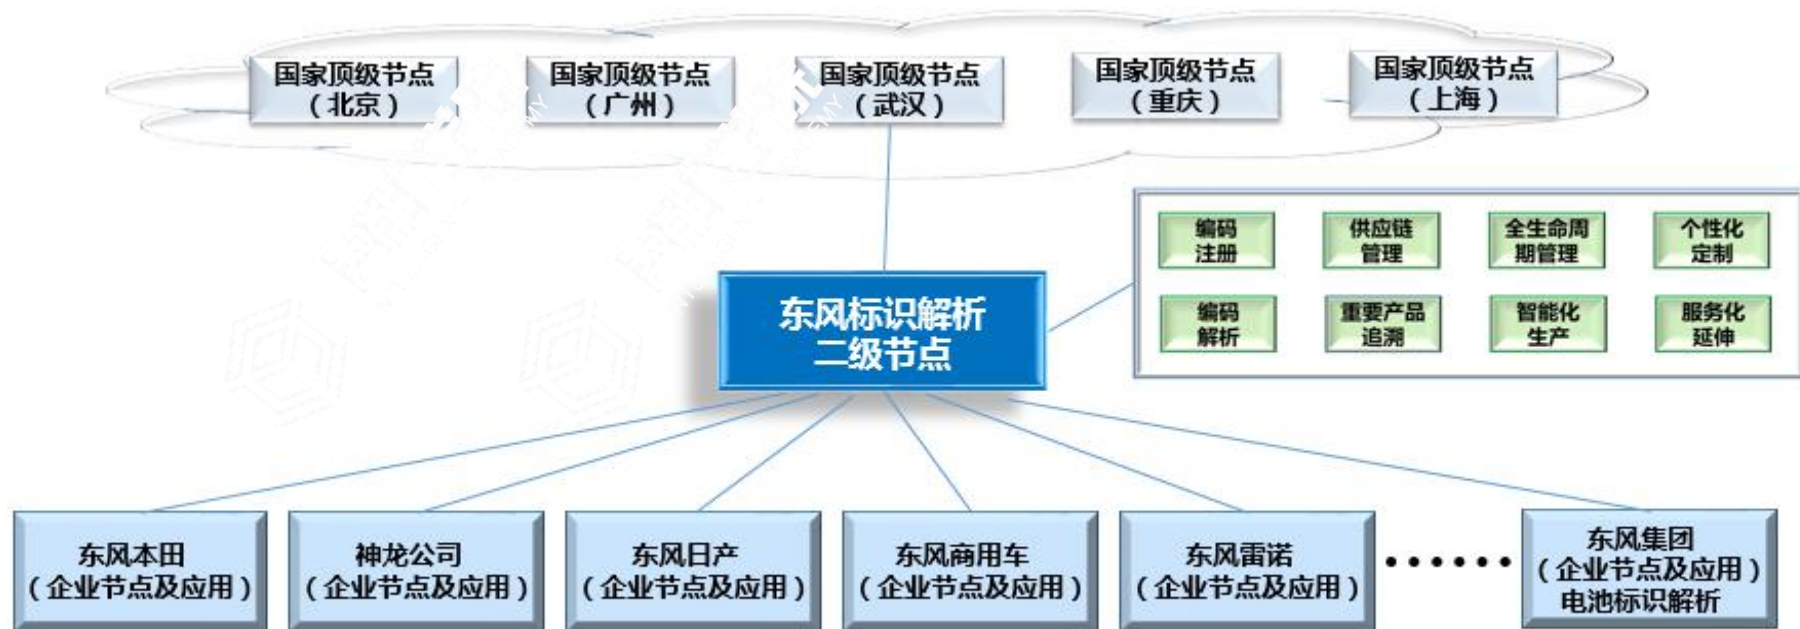 国家顶级节点
（北京）
国家顶级节点
（广州）
国家顶级节点
（武汉）
国家顶级节点
（重庆）
国家顶级节点
（上海）
编码
注册
供应链
管理
全生命周
期管理
个性化
定制
编码
解析
重要产品
追溯
智能化
生产
服务化
延伸
东风标识解析
二级节点
东风本田
（企业节点及应用）
神龙公司
（企业节点及应用）
东风日产
（企业节点及应用）
东风商用车
（企业节点及应用）
东风雷诺
（企业节点及应用）
••••••
东风集团
（企业节点及应用）
电池标识解析